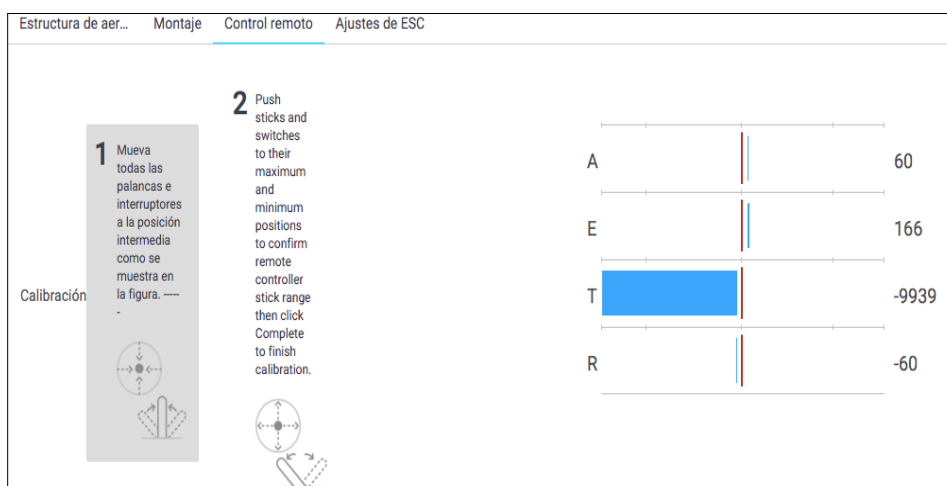 Estructura de aer... Montaje Control remoto Ajustes de ESC
Calibración
1 Mueva
todas las
palancas e
interruptores
a la posición
intermedia
como se
muestra en
la figura. -----
-
2 Push
sticks and
switches
to their
maximum
and
minimum
positions
to confirm
remote
controller
stick range
then click
Complete
to finish
calibration.
A 60
E 166
T -9939
R -60